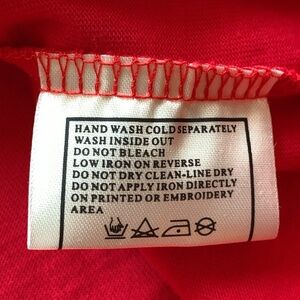 HAND WASH COLD SEPARATELY
WASH INSIDE OUT
DO NOT BLEACH
LOW IRON ON REVERSE
DO NOT DRY CLEAN-LINE DRY
DO NOT APPLY IRON DIRECTLY
ON PRINTED OR EMBROIDERY
AREA